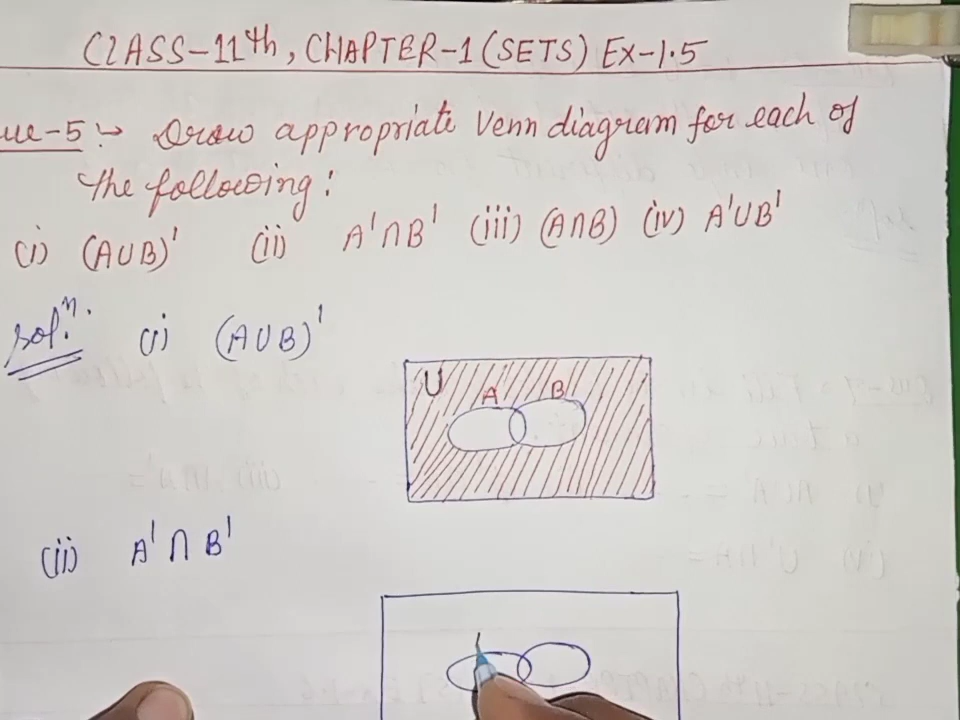 CLASS-11th, CHAPTER-1 (SETS) EX-1.5
ue-5:→ Draw appropriate Venn diagram for each of
the following:
(i) (A∪B)' (ii) A'∩B' (iii) (A∩B) (iv) A'∪B'
Sol.ⁿ. (i) (A∪B)'
U A B
(ii) A'∩B'